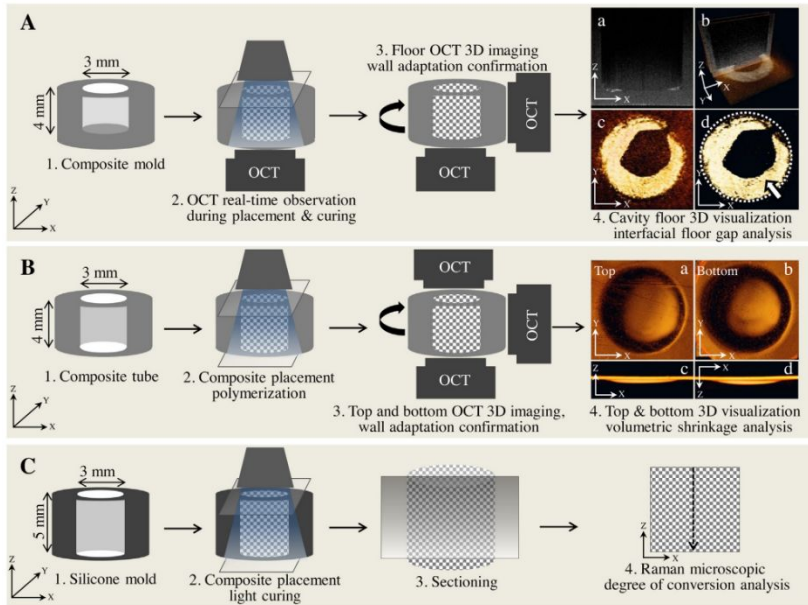 A
3 mm
4 mm
1. Composite mold
Z
Y
X
OCT
2. OCT real-time observation
during placement & curing
3. Floor OCT 3D imaging
wall adaptation confirmation
OCT
a
Z
X
b
Z
Y
X
c
Y
X
d
Y
X
4. Cavity floor 3D visualization
interfacial floor gap analysis
B
3 mm
4 mm
1. Composite tube
Z
Y
X
2. Composite placement
polymerization
OCT
OCT
OCT
3. Top and bottom OCT 3D imaging,
wall adaptation confirmation
Top
a
Y
X
Bottom
b
Y
X
c
Z
X
d
X
Z
4. Top & bottom 3D visualization
volumetric shrinkage analysis
C
3 mm
5 mm
1. Silicone mold
Z
Y
X
2. Composite placement
light curing
3. Sectioning
Z
X
4. Raman microscopic
degree of conversion analysis